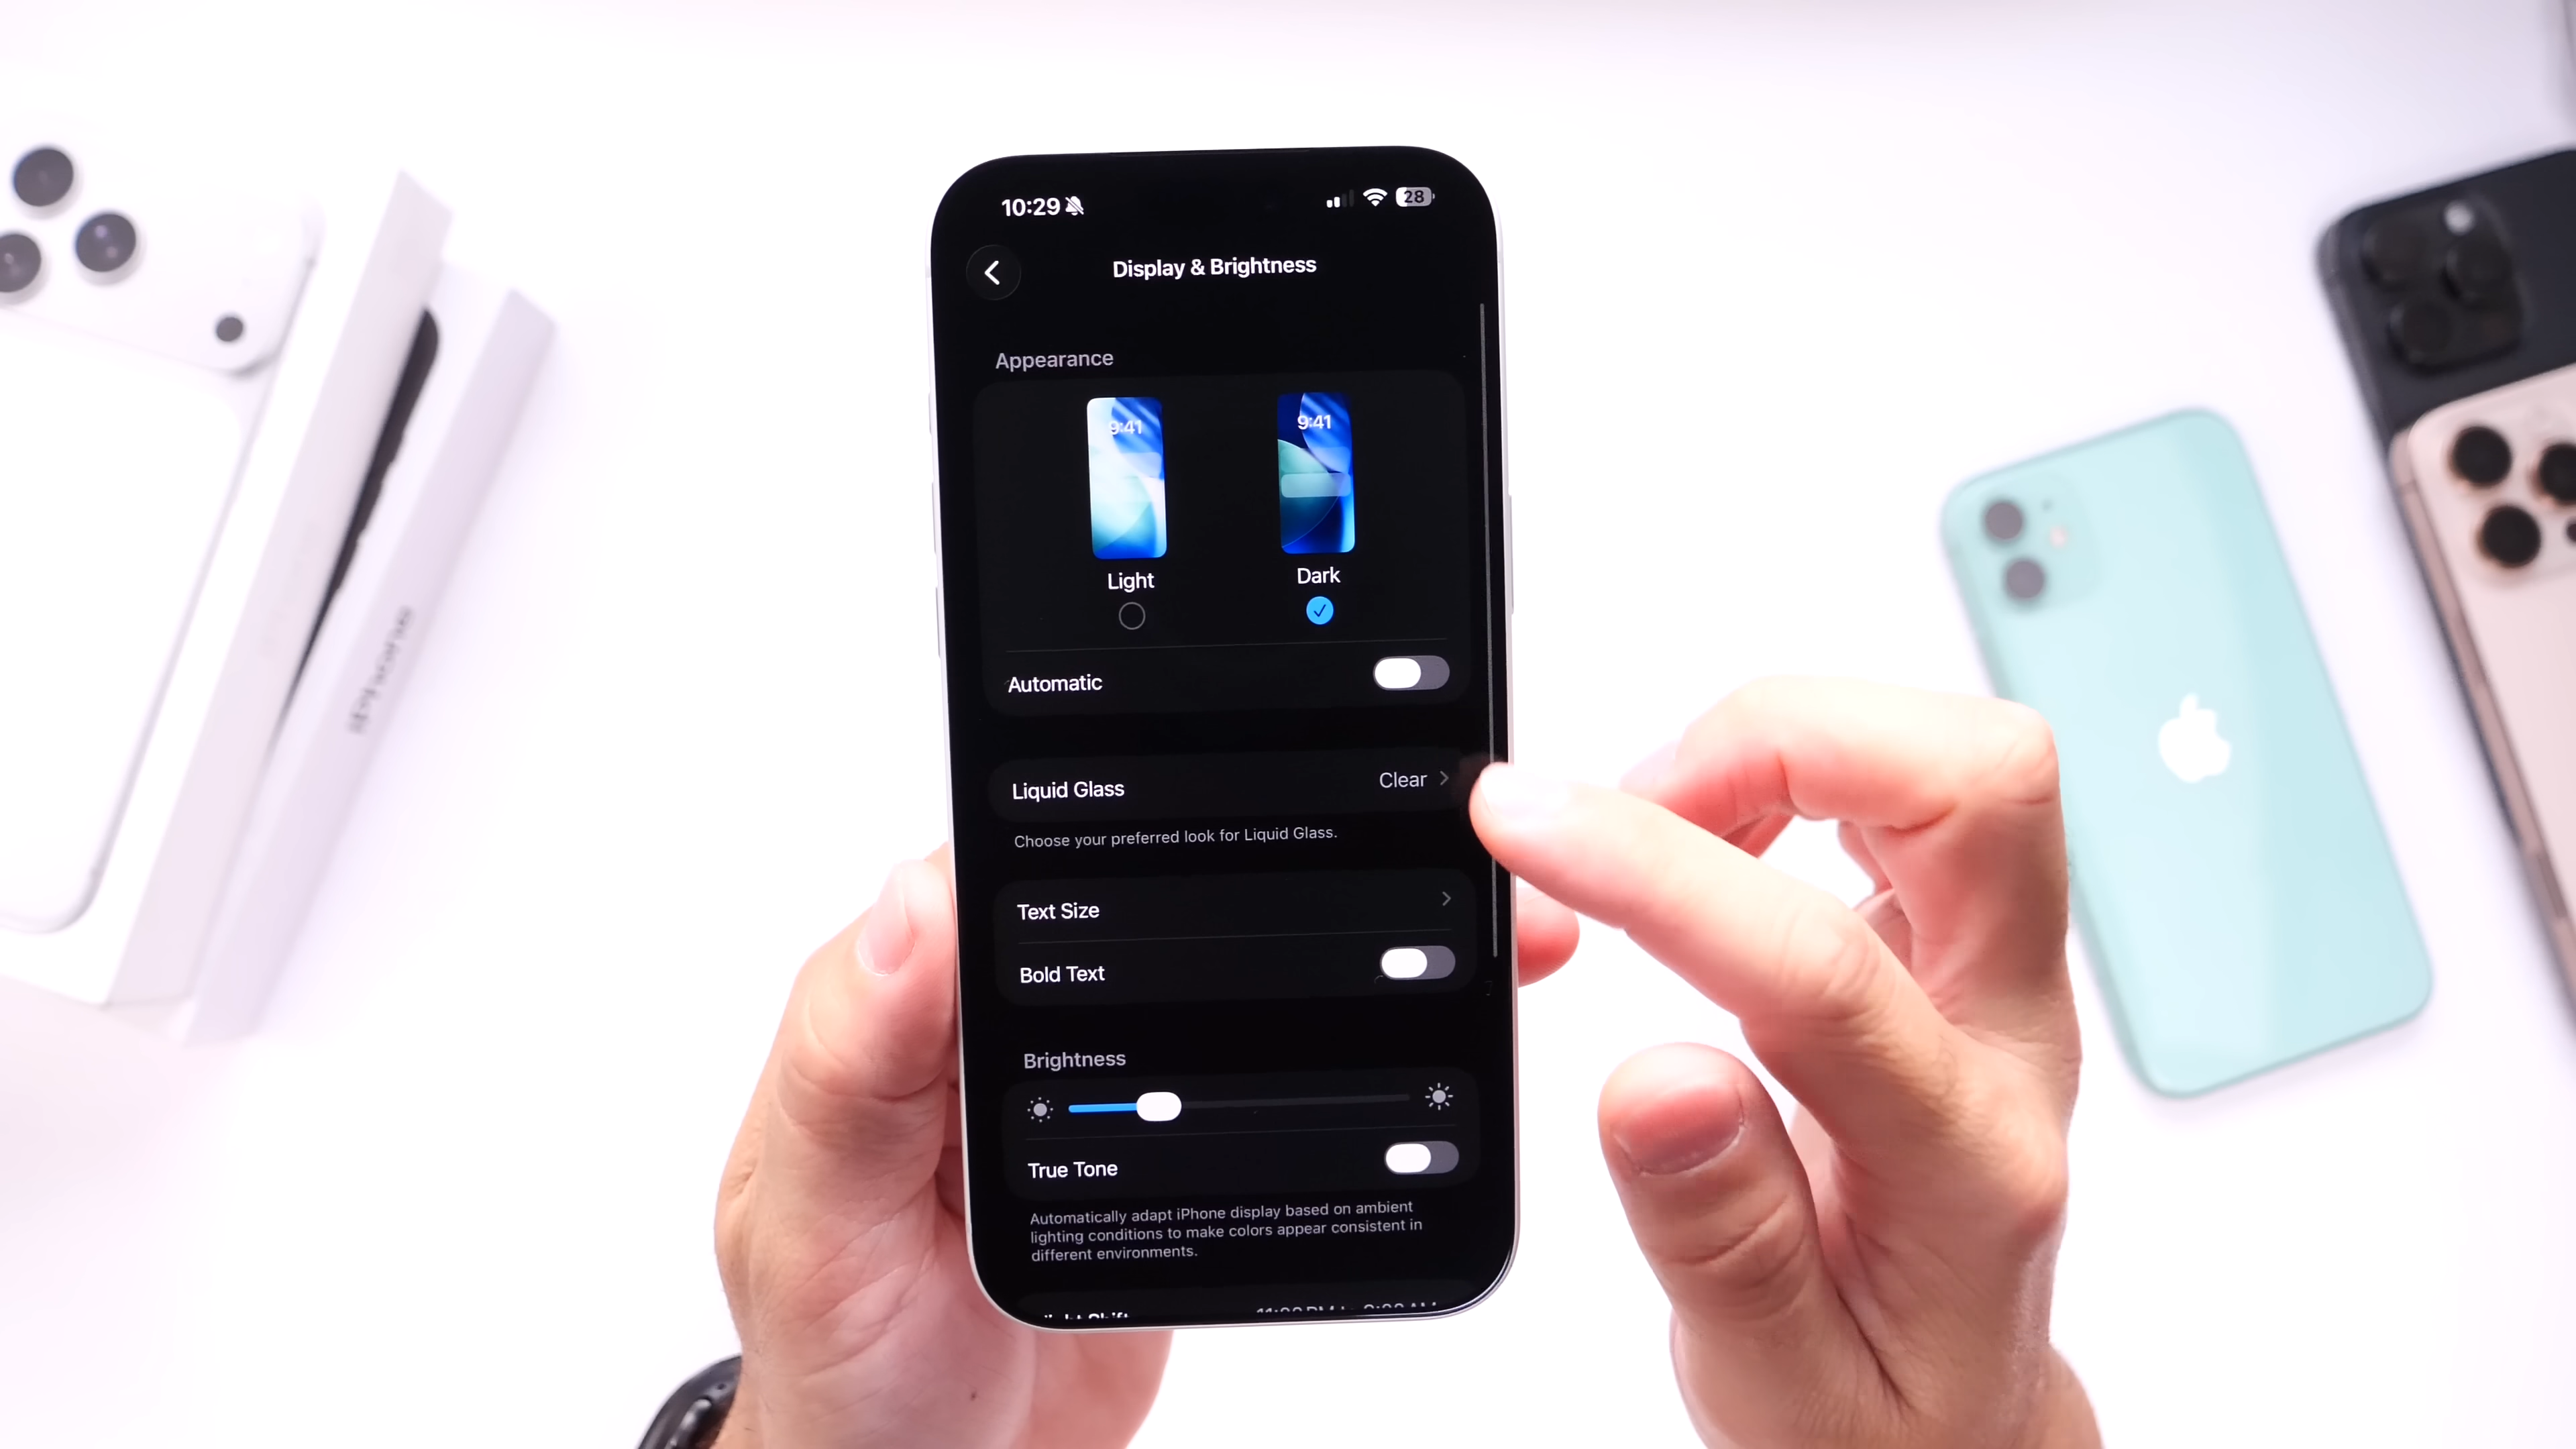 10:29
28
Display & Brightness
Appearance
9:41
9:41
Light
Dark
Automatic
Liquid Glass
Clear
Choose your preferred look for Liquid Glass.
Text Size
Bold Text
Brightness
True Tone
Automatically adapt iPhone display based on ambient
lighting conditions to make colors appear consistent in
different environments.
iPhone